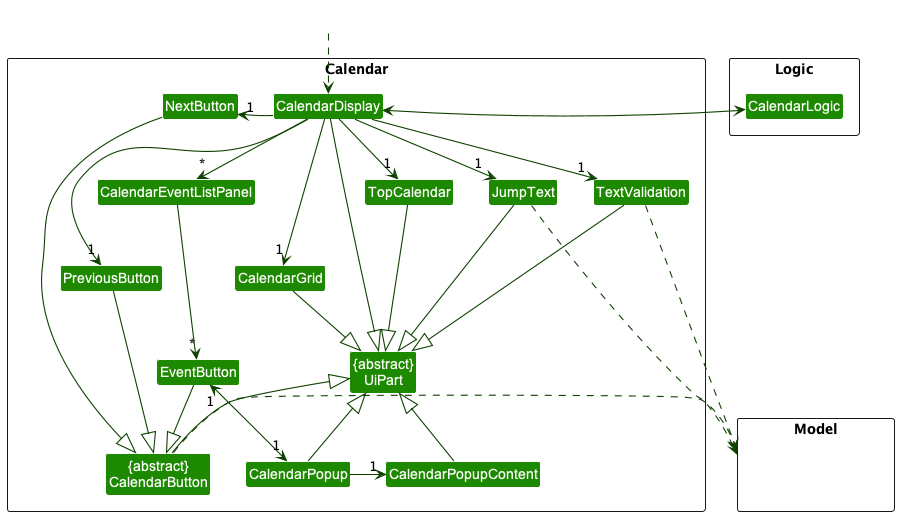 Calendar
Logic
NextButton
1
CalendarDisplay
CalendarLogic
*
1
1
1
CalendarEventListPanel
TopCalendar
JumpText
TextValidation
1
1
PreviousButton
CalendarGrid
*
EventButton
{abstract}
UiPart
1
Model
1
{abstract}
CalendarButton
CalendarPopup
1
CalendarPopupContent